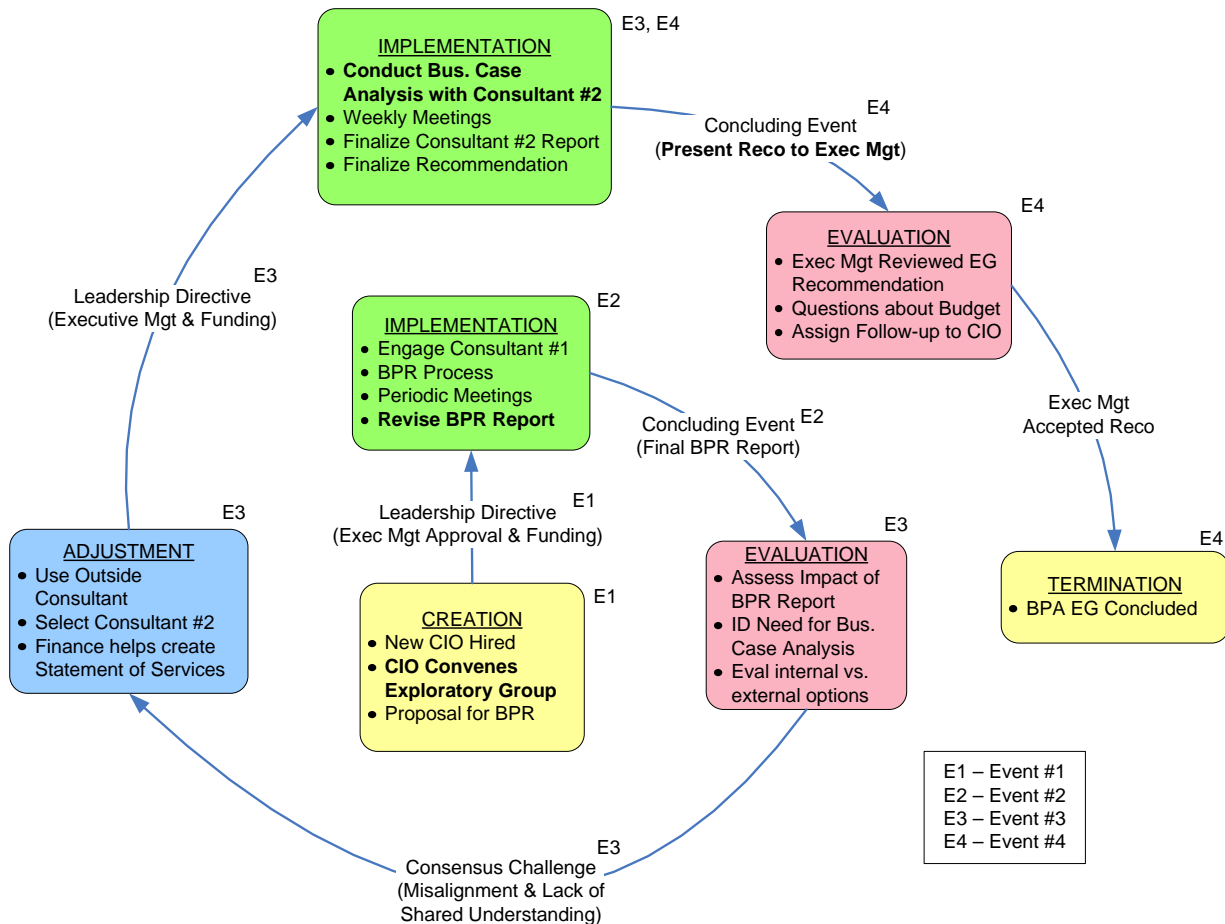 E3, E4
IMPLEMENTATION
• Conduct Bus. Case
Analysis with Consultant #2
• Weekly Meetings
• Finalize Consultant #2 Report
• Finalize Recommendation
E4
Concluding Event
(Present Reco to Exec Mgt)
E4
EVALUATION
• Exec Mgt Reviewed EG
Recommendation
• Questions about Budget
• Assign Follow-up to CIO
E3
Leadership Directive
(Executive Mgt & Funding)
E2
IMPLEMENTATION
• Engage Consultant #1
• BPR Process
• Periodic Meetings
• Revise BPR Report
E2
Concluding Event
(Final BPR Report)
Exec Mgt
Accepted Reco
E1
Leadership Directive
(Exec Mgt Approval & Funding)
E3
ADJUSTMENT
• Use Outside
Consultant
• Select Consultant #2
• Finance helps create
Statement of Services
E1
CREATION
• New CIO Hired
• CIO Convenes
Exploratory Group
• Proposal for BPR
E3
EVALUATION
• Assess Impact of
BPR Report
• ID Need for Bus.
Case Analysis
• Eval internal vs.
external options
E4
TERMINATION
• BPA EG Concluded
E3
Consensus Challenge
(Misalignment & Lack of
Shared Understanding)
E1 – Event #1
E2 – Event #2
E3 – Event #3
E4 – Event #4